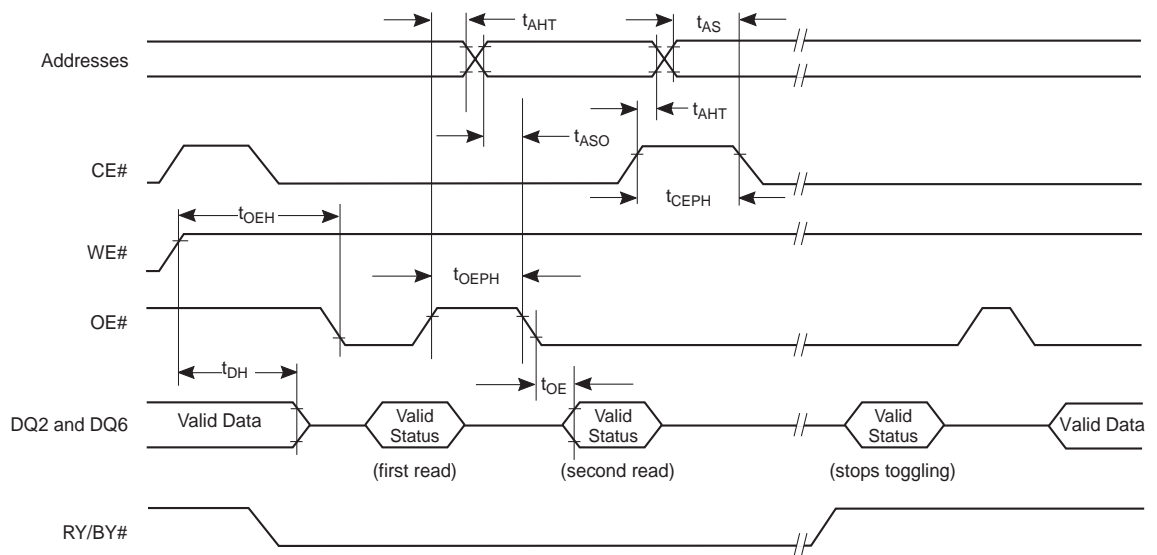 tAHT
tAS
Addresses
tAHT
tASO
CE#
tCEPH
tOEH
WE#
tOEPH
OE#
tDH
tOE
DQ2 and DQ6
Valid Data
Valid
Status
Valid
Status
Valid
Status
Valid Data
(first read)
(second read)
(stops toggling)
RY/BY#